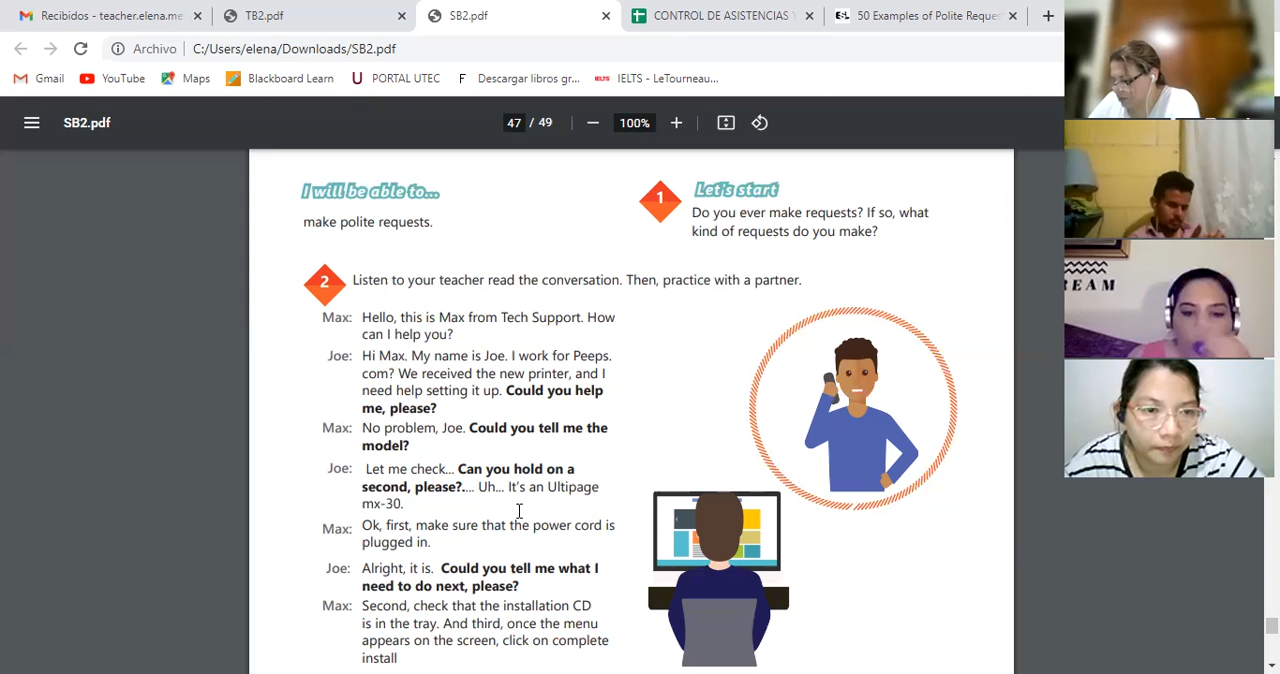 Recibidos - teacher.elena.me
TB2.pdf
SB2.pdf
CONTROL DE ASISTENCIAS Y
50 Examples of Polite Reques
Archivo
C:/Users/elena/Downloads/SB2.pdf
Gmail
YouTube
Maps
Blackboard Learn
PORTAL UTEC
Descargar libros gr...
IELTS - LeTourneau...
SB2.pdf
47 / 49
100%
I will be able to...
make polite requests.
1
Let's start
Do you ever make requests? If so, what
kind of requests do you make?
2
Listen to your teacher read the conversation. Then, practice with a partner.
Max: Hello, this is Max from Tech Support. How
can I help you?
Joe: Hi Max. My name is Joe. I work for Peeps.
com? We received the new printer, and I
need help setting it up. Could you help
me, please?
Max: No problem, Joe. Could you tell me the
model?
Joe: Let me check... Can you hold on a
second, please?.... Uh... It's an Ultipage
mx-30.
Max: Ok, first, make sure that the power cord is
plugged in.
Joe: Alright, it is. Could you tell me what I
need to do next, please?
Max: Second, check that the installation CD
is in the tray. And third, once the menu
appears on the screen, click on complete
install